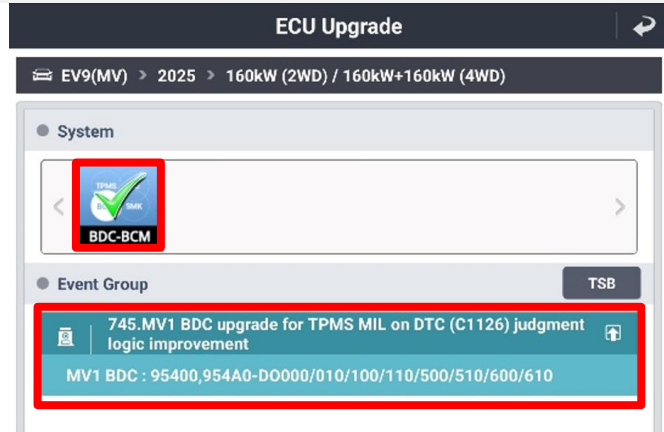 ECU Upgrade
EV9(MV) > 2025 > 160kW (2WD) / 160kW+160kW (4WD)
System
TPMS
SMK
BDC-BCM
Event Group
TSB
745.MV1 BDC upgrade for TPMS MIL on DTC (C1126) judgment
logic improvement
MV1 BDC : 95400,954A0-DO000/010/100/110/500/510/600/610